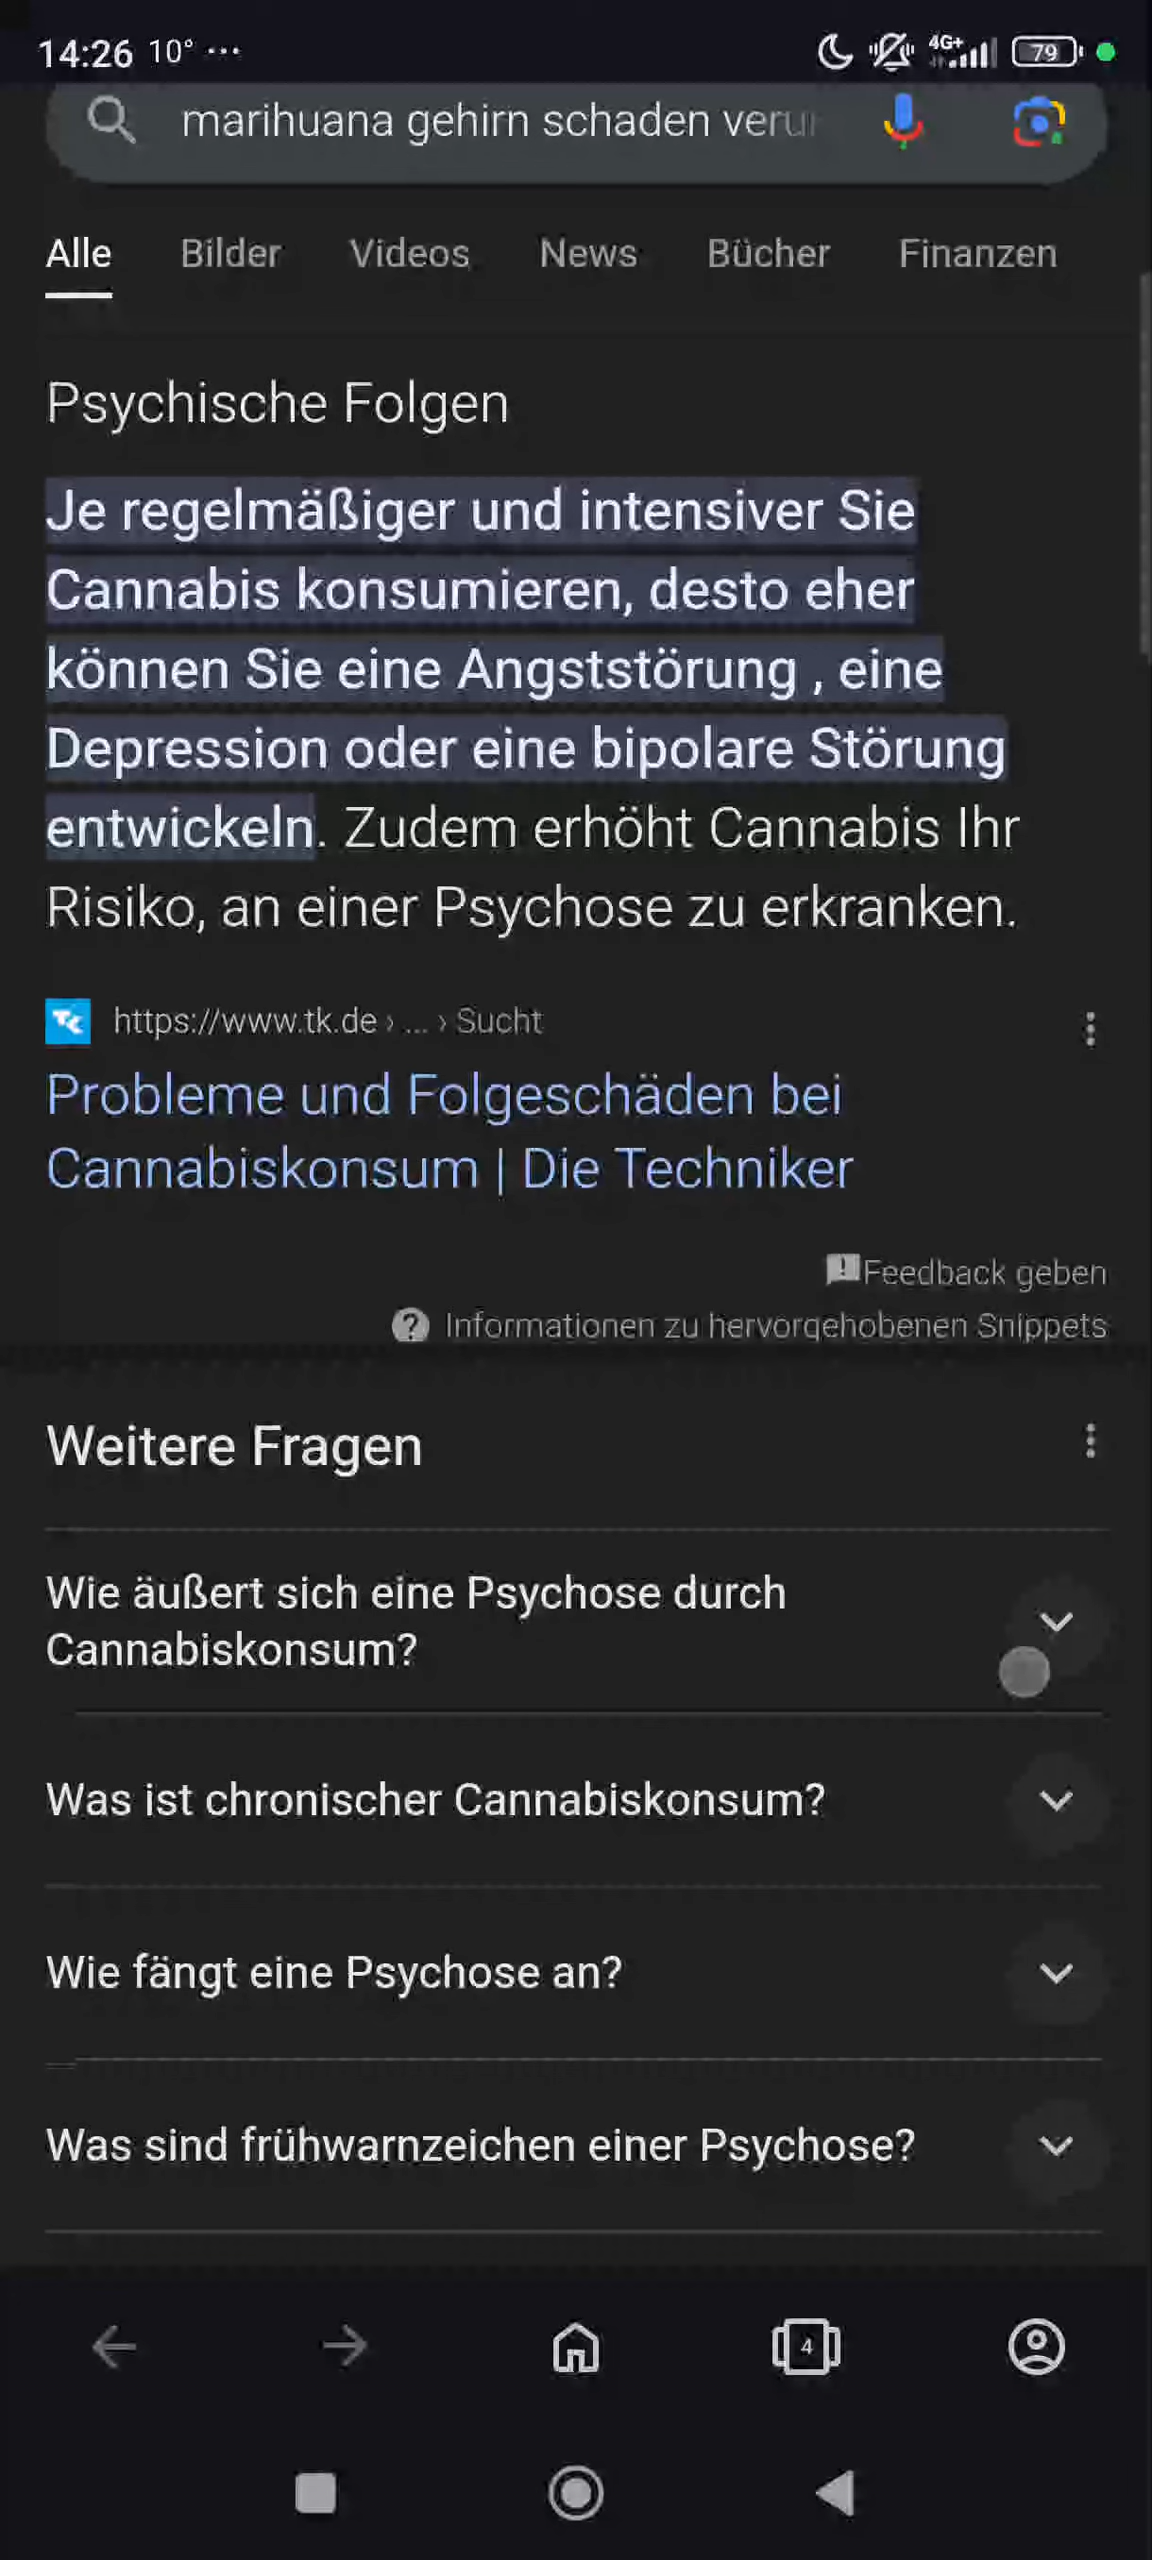 14:26 10° ...
4G+ 79
marihuana gehirn schaden
Alle Bilder Videos News Bücher Finanzen
Psychische Folgen
Je regelmäßiger und intensiver Sie
Cannabis konsumieren, desto eher
können Sie eine Angststörung , eine
Depression oder eine bipolare Störung
entwickeln. Zudem erhöht Cannabis Ihr
Risiko, an einer Psychose zu erkranken.
https://www.tk.de › ... › Sucht
Probleme und Folgeschäden bei
Cannabiskonsum | Die Techniker
Feedback geben
Informationen zu hervorgehobenen Snippets
Weitere Fragen
Wie äußert sich eine Psychose durch
Cannabiskonsum?
Was ist chronischer Cannabiskonsum?
Wie fängt eine Psychose an?
Was sind frühwarnzeichen einer Psychose?
4